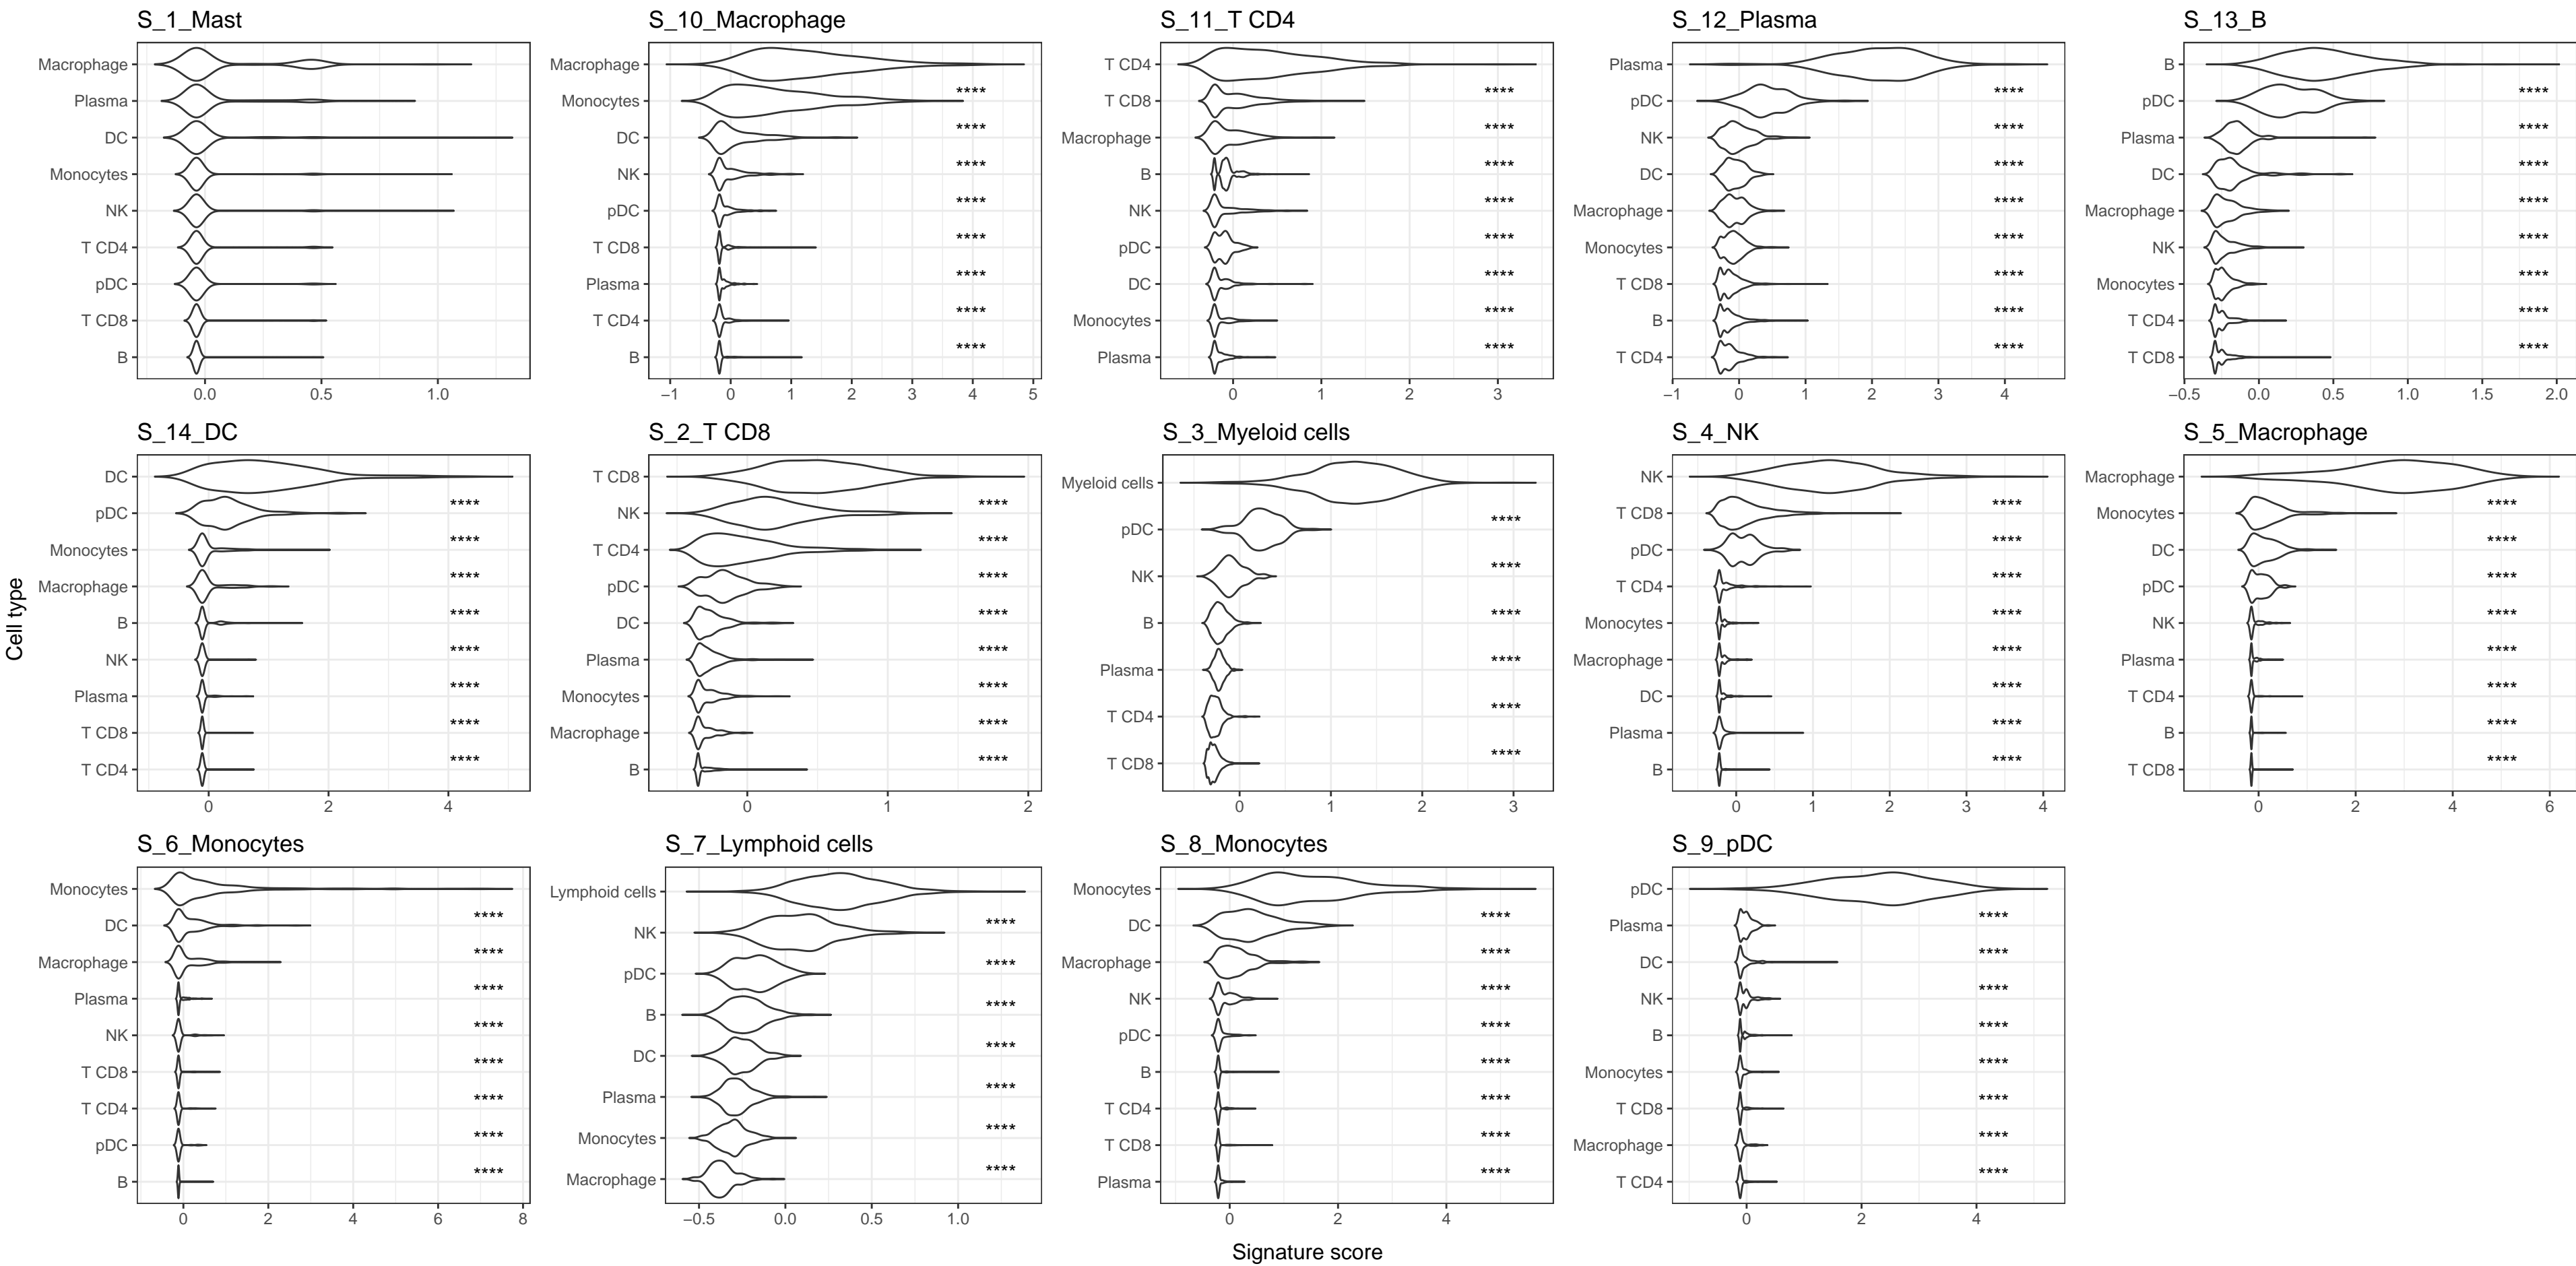 S_1_Mast
Macrophage
Plasma
DC
Monocytes
NK
T CD4
pDC
T CD8
B
0.0 0.5 1.0
S_10_Macrophage
Macrophage
Monocytes ****
DC ****
NK ****
pDC ****
T CD8 ****
Plasma ****
T CD4 ****
B ****
−1 0 1 2 3 4 5
S_11_T CD4
T CD4
T CD8 ****
Macrophage ****
B ****
NK ****
pDC ****
DC ****
Monocytes ****
Plasma ****
0 1 2 3
S_12_Plasma
Plasma
pDC ****
NK ****
DC ****
Macrophage ****
Monocytes ****
T CD8 ****
B ****
T CD4 ****
−1 0 1 2 3 4
S_13_B
B
pDC ****
Plasma ****
DC ****
Macrophage ****
NK ****
Monocytes ****
T CD4 ****
T CD8 ****
−0.5 0.0 0.5 1.0 1.5 2.0
Cell type
S_14_DC
DC
pDC ****
Monocytes ****
Macrophage ****
B ****
NK ****
Plasma ****
T CD8 ****
T CD4 ****
0 2 4
S_2_T CD8
T CD8
NK ****
T CD4 ****
pDC ****
DC ****
Plasma ****
Monocytes ****
Macrophage ****
B ****
0 1 2
S_3_Myeloid cells
Myeloid cells
pDC ****
NK ****
B ****
Plasma ****
T CD4 ****
T CD8 ****
0 1 2 3
S_4_NK
NK
T CD8 ****
pDC ****
T CD4 ****
Monocytes ****
Macrophage ****
DC ****
Plasma ****
B ****
0 1 2 3 4
S_5_Macrophage
Macrophage
Monocytes ****
DC ****
pDC ****
NK ****
Plasma ****
T CD4 ****
B ****
T CD8 ****
0 2 4 6
S_6_Monocytes
Monocytes
DC ****
Macrophage ****
Plasma ****
NK ****
T CD8 ****
T CD4 ****
pDC ****
B ****
0 2 4 6 8
S_7_Lymphoid cells
Lymphoid cells
NK ****
pDC ****
B ****
DC ****
Plasma ****
Monocytes ****
Macrophage ****
−0.5 0.0 0.5 1.0
S_8_Monocytes
Monocytes
DC ****
Macrophage ****
NK ****
pDC ****
B ****
T CD4 ****
T CD8 ****
Plasma ****
0 2 4
S_9_pDC
pDC
Plasma ****
DC ****
NK ****
B ****
Monocytes ****
T CD8 ****
Macrophage ****
T CD4 ****
0 2 4
Signature score